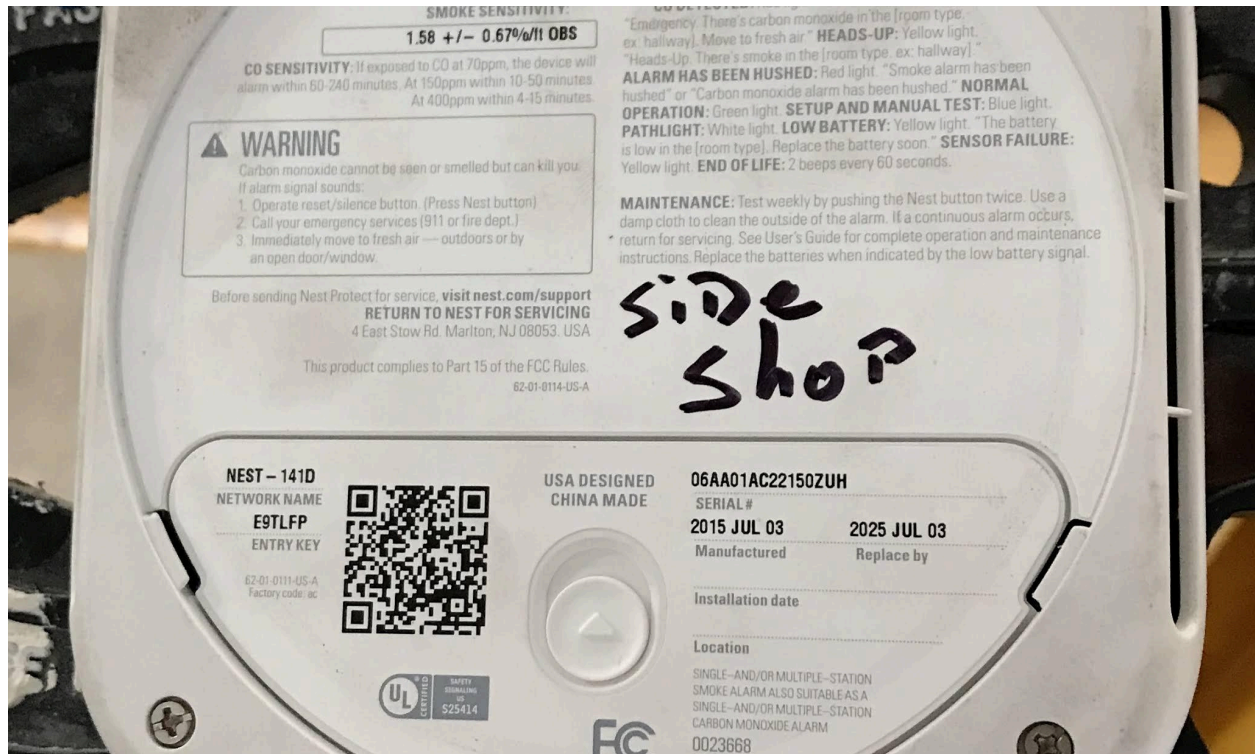 SMOKE SENSITIVITY:
1.58 +/− 0.67%/ft OBS
CO SENSITIVITY: If exposed to CO at 70ppm, the device will
alarm within 60-240 minutes. At 150ppm within 10-50 minutes.
At 400ppm within 4-15 minutes.
WARNING
Carbon monoxide cannot be seen or smelled but can kill you.
If alarm signal sounds:
1. Operate reset/silence button. (Press Nest button)
2. Call your emergency services (911 or fire dept.)
3. Immediately move to fresh air — outdoors or by
an open door/window.
Before sending Nest Protect for service, visit nest.com/support
RETURN TO NEST FOR SERVICING
4 East Stow Rd. Marlton, NJ 08053. USA
This product complies to Part 15 of the FCC Rules.
62-01-0114-US-A
"Emergency. There's carbon monoxide in the [room type,
ex: hallway]. Move to fresh air." HEADS-UP: Yellow light.
"Heads-Up. There's smoke in the [room type, ex: hallway]."
ALARM HAS BEEN HUSHED: Red light. "Smoke alarm has been
hushed" or "Carbon monoxide alarm has been hushed." NORMAL
OPERATION: Green light. SETUP AND MANUAL TEST: Blue light.
PATHLIGHT: White light. LOW BATTERY: Yellow light. "The battery
is low in the [room type]. Replace the battery soon." SENSOR FAILURE:
Yellow light. END OF LIFE: 2 beeps every 60 seconds.
MAINTENANCE: Test weekly by pushing the Nest button twice. Use a
damp cloth to clean the outside of the alarm. If a continuous alarm occurs,
return for servicing. See User's Guide for complete operation and maintenance
instructions. Replace the batteries when indicated by the low battery signal.
SiDe
ShoP
NEST – 141D
NETWORK NAME
E9TLFP
ENTRY KEY
62-01-0111-US-A
Factory code: ac
UL
CERTIFIED
SAFETY
SIGNALING
US
S25414
USA DESIGNED
CHINA MADE
FC
06AA01AC22150ZUH
SERIAL#
2015 JUL 03 2025 JUL 03
Manufactured Replace by
Installation date
Location
SINGLE–AND/OR MULTIPLE–STATION
SMOKE ALARM ALSO SUITABLE AS A
SINGLE–AND/OR MULTIPLE–STATION
CARBON MONOXIDE ALARM
0023668